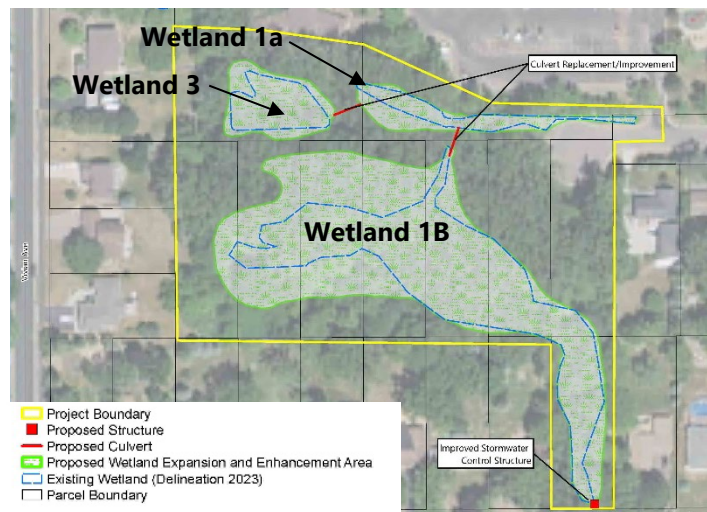 Wetland 1a
Wetland 3
Culvert Replacement/Improvement
Wetland 1B
Project Boundary
Proposed Structure
Proposed Culvert
Proposed Wetland Expansion and Enhancement Area
Existing Wetland (Delineation 2023)
Parcel Boundary
Improved Stormwater
Control Structure